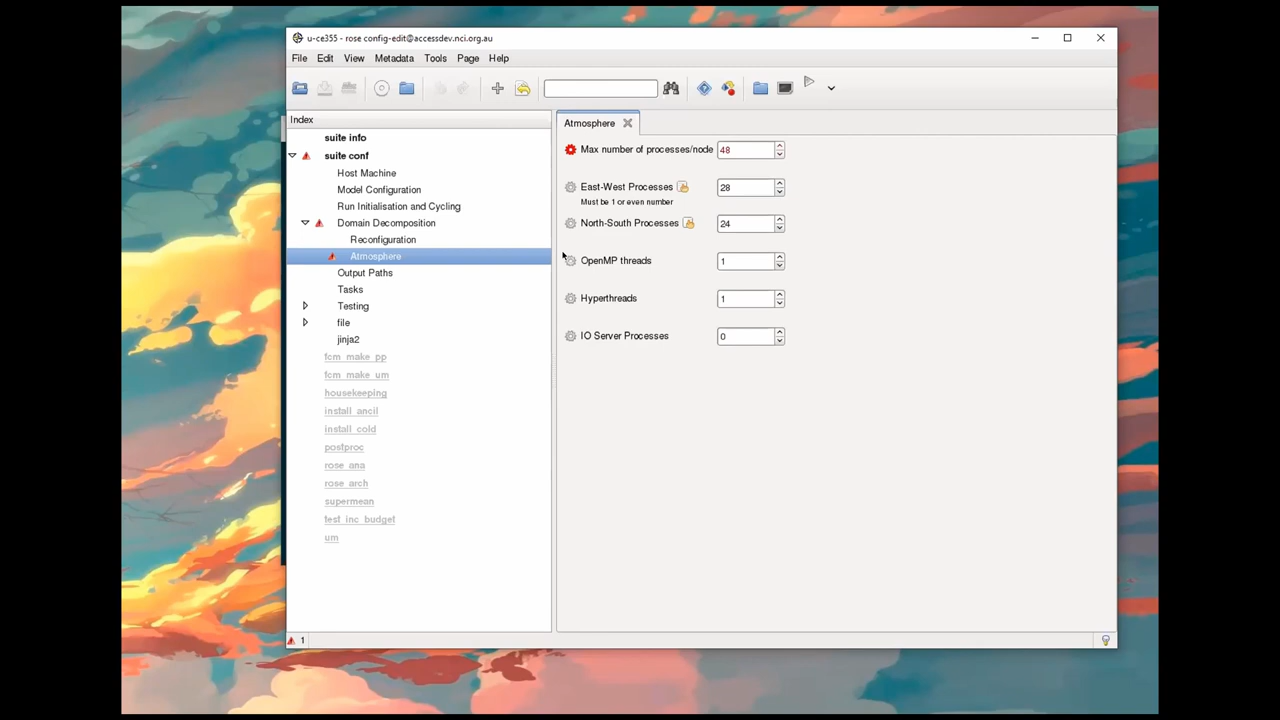 u-ce355 - rose config-edit@accessdev.nci.org.au
File Edit View Metadata Tools Page Help
Index
suite info
suite conf
Host Machine
Model Configuration
Run Initialisation and Cycling
Domain Decomposition
Reconfiguration
Atmosphere
Output Paths
Tasks
Testing
file
jinja2
fcm_make_pp
fcm_make_um
housekeeping
install_ancil
install_cold
postproc
rose_ana
rose_arch
supermean
test_inc_budget
um
Atmosphere
Max number of processes/node 48
East-West Processes 28
Must be 1 or even number
North-South Processes 24
OpenMP threads 1
Hyperthreads 1
IO Server Processes 0
1